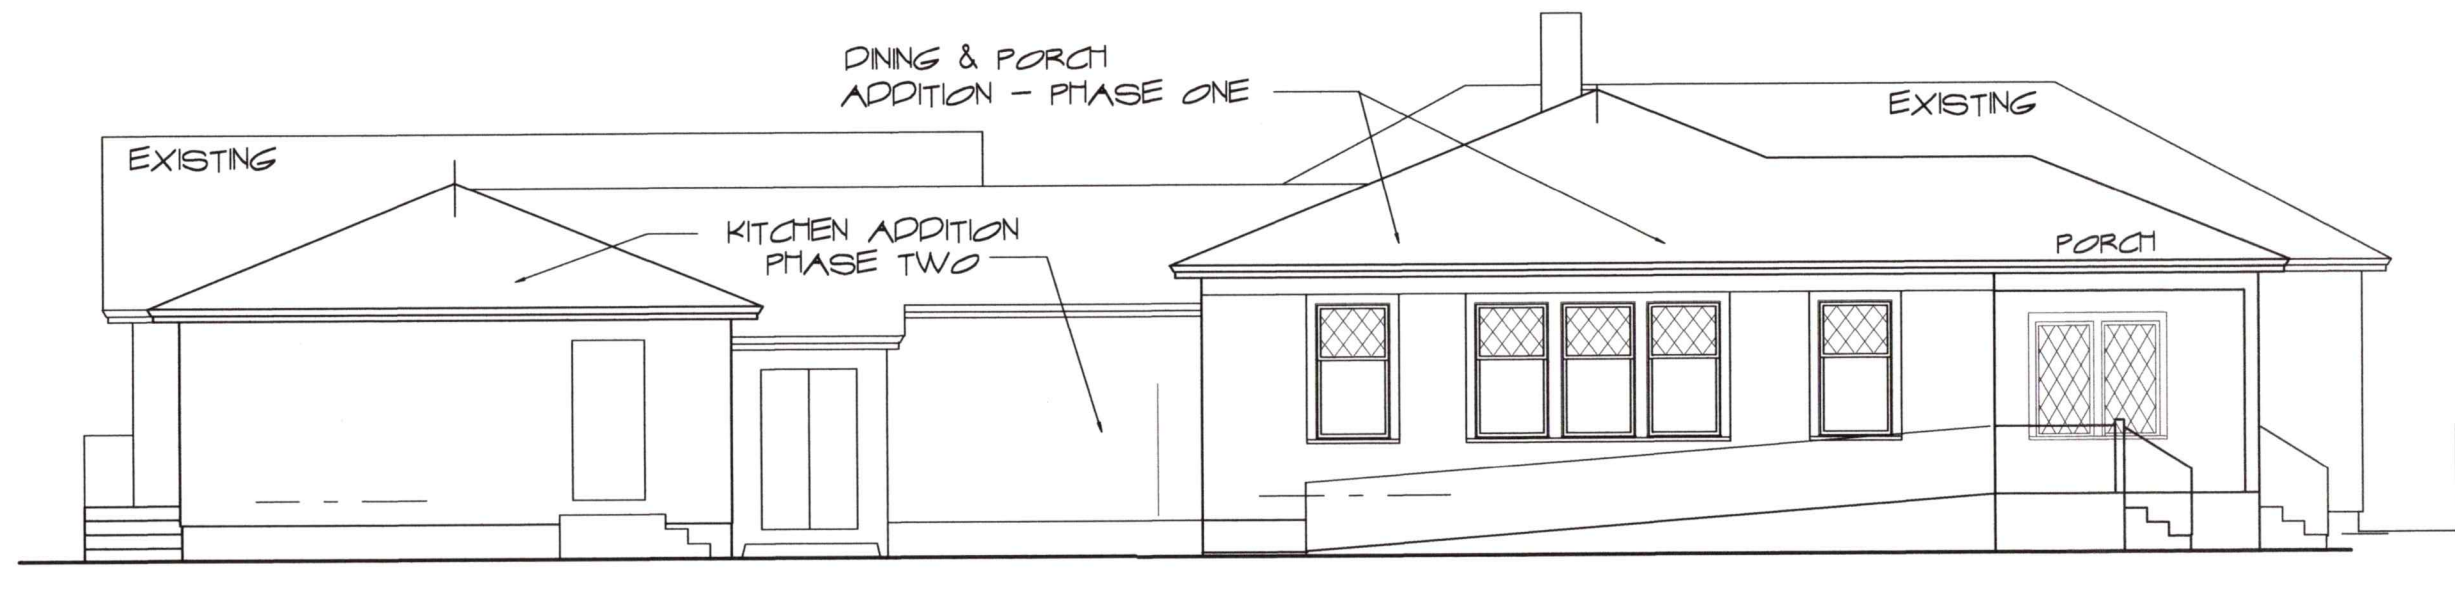 DINING & PORCH
ADDITION – PHASE ONE
EXISTING
EXISTING
KITCHEN ADDITION
PHASE TWO
PORCH